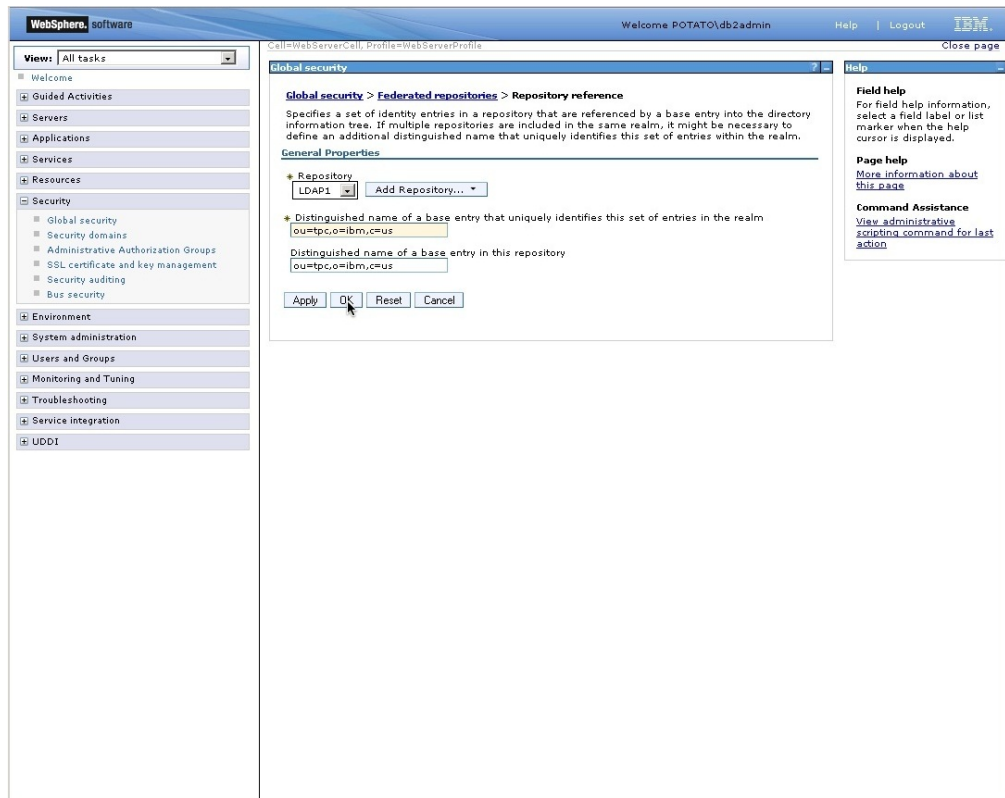 WebSphere. software
Welcome POTATO\db2admin
Help | Logout
IBM.
Cell=WebServerCell, Profile=WebServerProfile
Close page
View: All tasks
Welcome
Guided Activities
Servers
Applications
Services
Resources
Security
Global security
Security domains
Administrative Authorization Groups
SSL certificate and key management
Security auditing
Bus security
Environment
System administration
Users and Groups
Monitoring and Tuning
Troubleshooting
Service integration
UDDI
Global security
? -
Global security > Federated repositories > Repository reference
Specifies a set of identity entries in a repository that are referenced by a base entry into the directory
information tree. If multiple repositories are included in the same realm, it might be necessary to
define an additional distinguished name that uniquely identifies this set of entries within the realm.
General Properties
* Repository
LDAP1
Add Repository...
* Distinguished name of a base entry that uniquely identifies this set of entries in the realm
ou=tpc,o=ibm,c=us
Distinguished name of a base entry in this repository
ou=tpc,o=ibm,c=us
Apply
OK
Reset
Cancel
Help
-
Field help
For field help information,
select a field label or list
marker when the help
cursor is displayed.
Page help
More information about
this page
Command Assistance
View administrative
scripting command for last
action